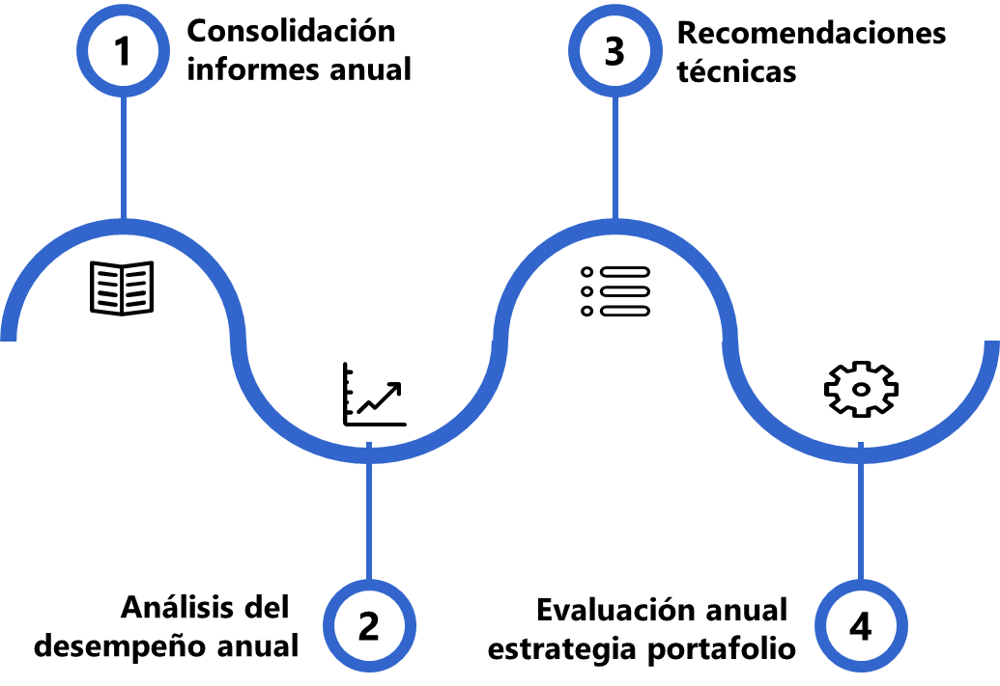 1
Consolidación
informes anual
3
Recomendaciones
técnicas
Análisis del
desempeño anual
2
Evaluación anual
estrategia portafolio
4